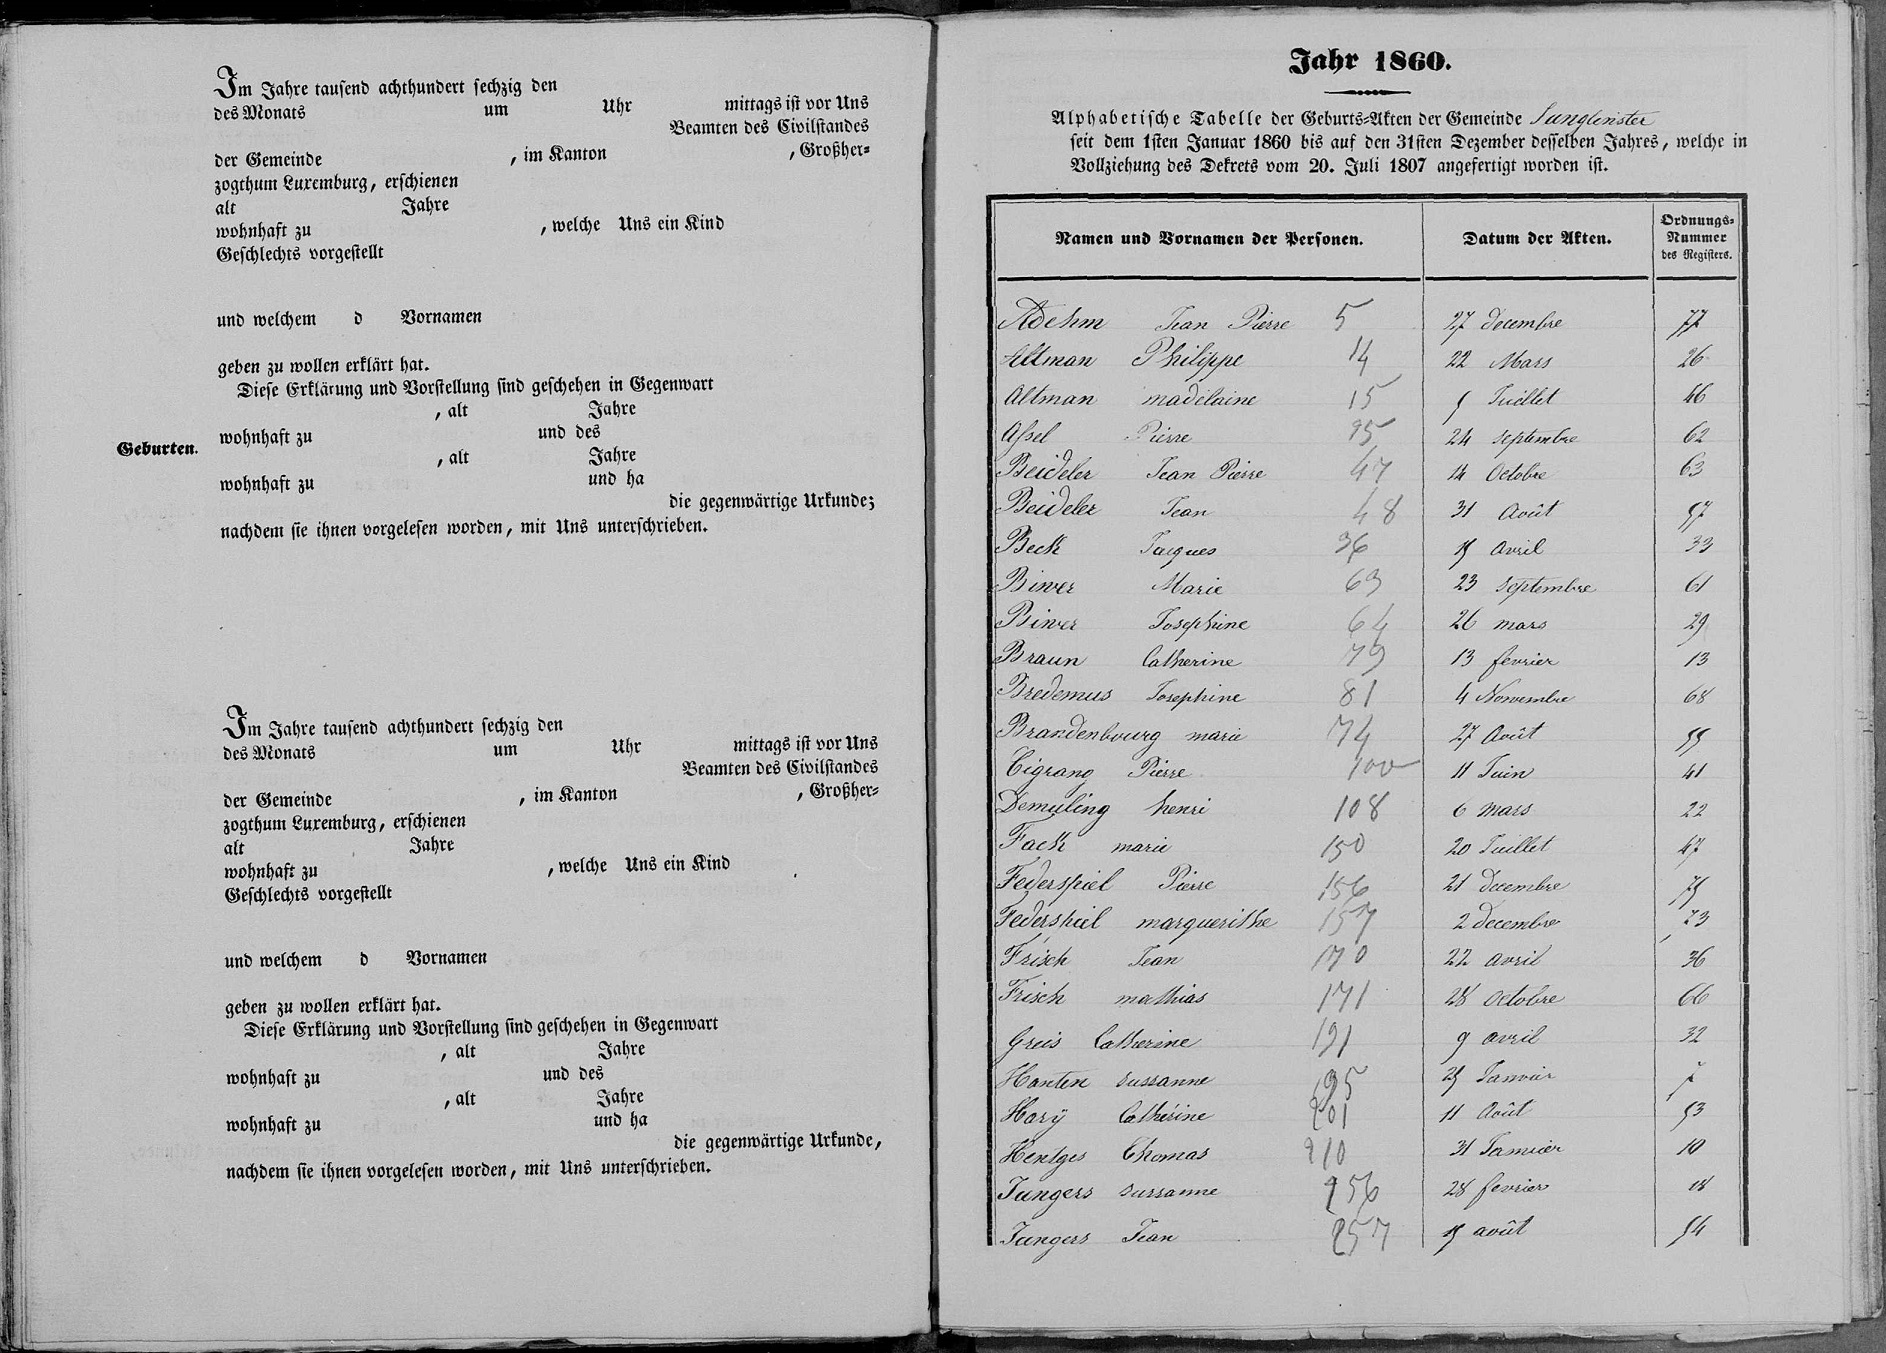 Im Jahre tausend achthundert sechzig den
des Monats um Uhr mittags ist vor Uns
Beamten des Civilstandes
der Gemeinde , im Kanton , Großher=
zogthum Luxemburg, erschienen
alt Jahre
wohnhaft zu , welche Uns ein Kind
Geschlechts vorgestellt
und welchem d Vornamen
geben zu wollen erklärt hat.
Diese Erklärung und Vorstellung sind geschehen in Gegenwart
, alt Jahre
wohnhaft zu und des
Geburten.
, alt Jahre
wohnhaft zu und ha
die gegenwärtige Urkunde;
nachdem sie ihnen vorgelesen worden, mit Uns unterschrieben.
Im Jahre tausend achthundert sechzig den
des Monats um Uhr mittags ist vor Uns
Beamten des Civilstandes
der Gemeinde , im Kanton , Großher=
zogthum Luxemburg, erschienen
alt Jahre
wohnhaft zu , welche Uns ein Kind
Geschlechts vorgestellt
und welchem d Vornamen
geben zu wollen erklärt hat.
Diese Erklärung und Vorstellung sind geschehen in Gegenwart
, alt Jahre
wohnhaft zu und des
, alt Jahre
wohnhaft zu und ha
die gegenwärtige Urkunde,
nachdem sie ihnen vorgelesen worden, mit Uns unterschrieben.
Jahr 1860.
Alphabetische Tabelle der Geburts=Akten der Gemeinde Junglinster
seit dem 1sten Januar 1860 bis auf den 31sten Dezember desselben Jahres, welche in
Vollziehung des Dekrets vom 20. Juli 1807 angefertigt worden ist.
Namen und Vornamen der Personen. Datum der Akten. Ordnungs=
Nummer
des Registers.
Adehm Jean Pierre 5 27 decembre 77
Altman Philippe 14 22 Mars 26
Altman madelaine 15 5 Juillet 46
Assel Pierre 25 24 septembre 62
Beideler Jean Pierre 47 14 Octobre 63
Beideler Jean 48 31 Août 57
Beck Jacques 36 15 avril 33
Biwer Marie 63 23 septembre 61
Biwer Josephine 64 26 mars 29
Braun Catherine 79 13 fevrier 13
Bredemus Josephine 81 4 Novembre 68
Brandenbourg marie 74 27 Août 55
Cigrang Pierre 100 11 Juin 41
Demuling henri 108 6 mars 22
Fack marie 150 20 Juillet 47
Federspiel Pierre 156 21 decembre 75
Federspiel marguerithe 157 2 decembre 73
Frisch Jean 170 22 avril 36
Frisch mathias 171 28 octobre 66
Greis Catherine 191 9 avril 32
Hanten sussanne 195 25 Janvier 7
Hary Catherine 201 11 Août 53
Hentges Thomas 210 31 Janvier 10
Jungers sussanne 256 28 fevrier 18
Jungers Jean 257 15 août 54